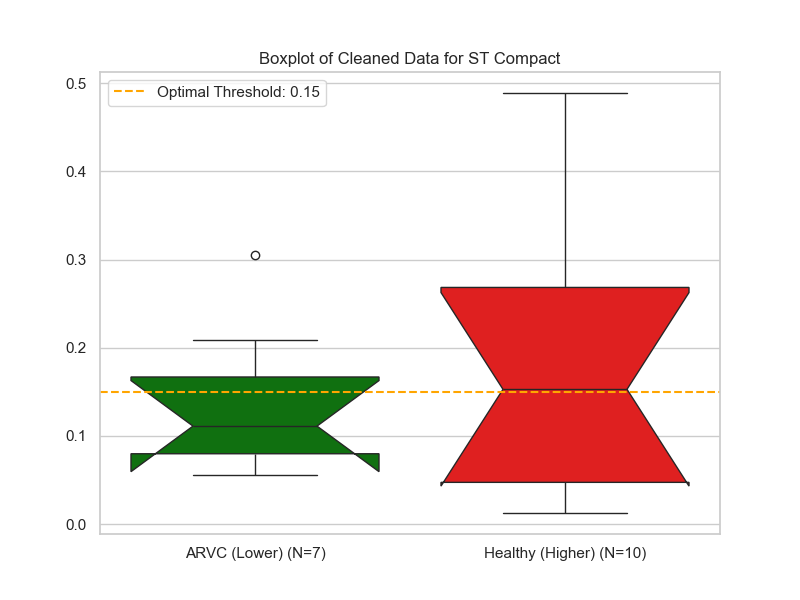 Boxplot of Cleaned Data for ST Compact
Optimal Threshold: 0.15
0.5
0.4
0.3
0.2
0.1
0.0
ARVC (Lower) (N=7)
Healthy (Higher) (N=10)